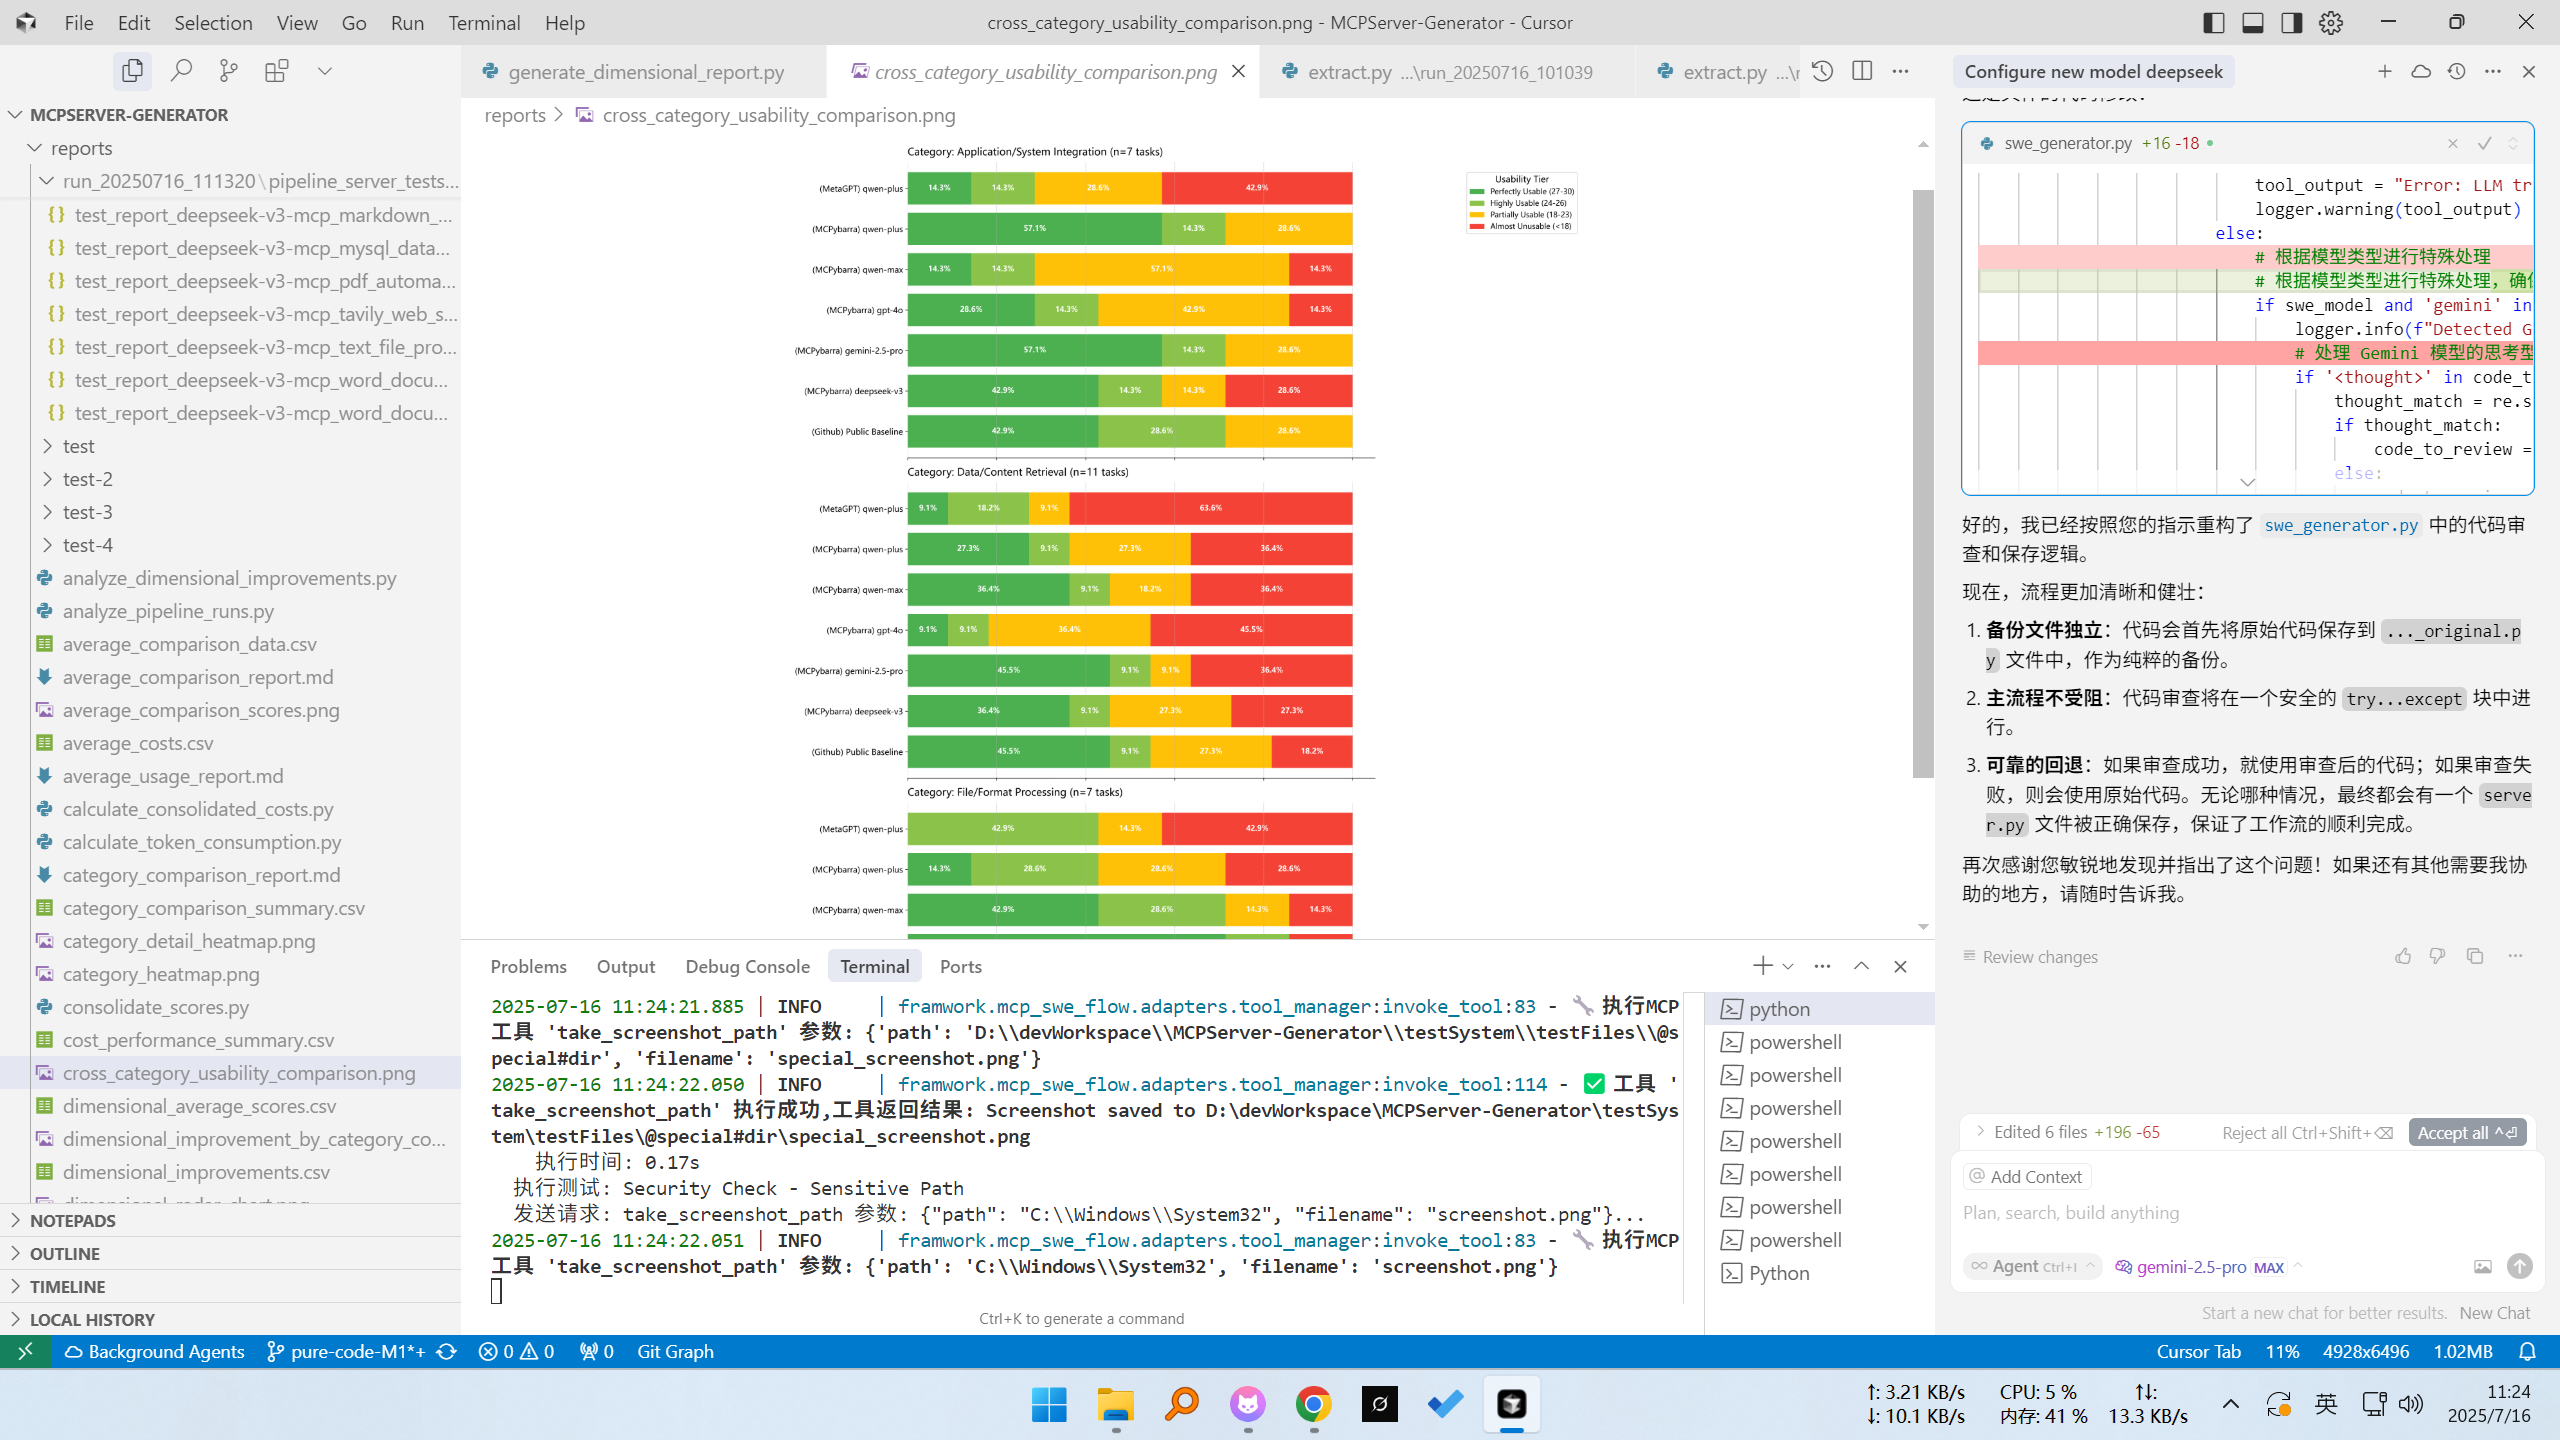 File Edit Selection View Go Run Terminal Help
cross_category_usability_comparison.png - MCPServer-Generator - Cursor
generate_dimensional_report.py
cross_category_usability_comparison.png
extract.py ...\run_20250716_101039
extract.py ...\r
reports > cross_category_usability_comparison.png
MCPSERVER-GENERATOR
reports
run_20250716_111320\pipeline_server_tests...
test_report_deepseek-v3-mcp_markdown_...
test_report_deepseek-v3-mcp_mysql_data...
test_report_deepseek-v3-mcp_pdf_automa...
test_report_deepseek-v3-mcp_tavily_web_s...
test_report_deepseek-v3-mcp_text_file_pro...
test_report_deepseek-v3-mcp_word_docu...
test_report_deepseek-v3-mcp_word_docu...
test
test-2
test-3
test-4
analyze_dimensional_improvements.py
analyze_pipeline_runs.py
average_comparison_data.csv
average_comparison_report.md
average_comparison_scores.png
average_costs.csv
average_usage_report.md
calculate_consolidated_costs.py
calculate_token_consumption.py
category_comparison_report.md
category_comparison_summary.csv
category_detail_heatmap.png
category_heatmap.png
consolidate_scores.py
cost_performance_summary.csv
cross_category_usability_comparison.png
dimensional_average_scores.csv
dimensional_improvement_by_category_co...
dimensional_improvements.csv
NOTEPADS
OUTLINE
TIMELINE
LOCAL HISTORY
Category: Application/System Integration (n=7 tasks)
(MetaGPT) qwen-plus 14.3% 14.3% 28.6% 42.9%
(MCPybarra) qwen-plus 57.1% 14.3% 28.6%
(MCPybarra) qwen-max 14.3% 14.3% 57.1% 14.3%
(MCPybarra) gpt-4o 28.6% 14.3% 42.9% 14.3%
(MCPybarra) gemini-2.5-pro 57.1% 14.3% 28.6%
(MCPybarra) deepseek-v3 42.9% 14.3% 14.3% 28.6%
(Github) Public Baseline 42.9% 28.6% 28.6%
Usability Tier
Perfectly Usable (27-30)
Highly Usable (24-26)
Partially Usable (18-23)
Almost Unusable (<18)
Category: Data/Content Retrieval (n=11 tasks)
(MetaGPT) qwen-plus 9.1% 18.2% 9.1% 63.6%
(MCPybarra) qwen-plus 27.3% 9.1% 27.3% 36.4%
(MCPybarra) qwen-max 36.4% 9.1% 18.2% 36.4%
(MCPybarra) gpt-4o 9.1% 9.1% 36.4% 45.5%
(MCPybarra) gemini-2.5-pro 45.5% 9.1% 9.1% 36.4%
(MCPybarra) deepseek-v3 36.4% 9.1% 27.3% 27.3%
(Github) Public Baseline 45.5% 9.1% 27.3% 18.2%
Category: File/Format Processing (n=7 tasks)
(MetaGPT) qwen-plus 42.9% 14.3% 42.9%
(MCPybarra) qwen-plus 14.3% 28.6% 28.6% 28.6%
(MCPybarra) qwen-max 42.9% 28.6% 14.3% 14.3%
Problems Output Debug Console Terminal Ports
2025-07-16 11:24:21.885 | INFO | framwork.mcp_swe_flow.adapters.tool_manager:invoke_tool:83 - 🔧 执行MCP
工具 'take_screenshot_path' 参数: {'path': 'D:\\devWorkspace\\MCPServer-Generator\\testSystem\\testFiles\\@s
pecial#dir', 'filename': 'special_screenshot.png'}
2025-07-16 11:24:22.050 | INFO | framwork.mcp_swe_flow.adapters.tool_manager:invoke_tool:114 - ✅ 工具 '
take_screenshot_path' 执行成功,工具返回结果: Screenshot saved to D:\devWorkspace\MCPServer-Generator\testSys
tem\testFiles\@special#dir\special_screenshot.png
执行时间: 0.17s
执行测试: Security Check - Sensitive Path
发送请求: take_screenshot_path 参数: {"path": "C:\\Windows\\System32", "filename": "screenshot.png"}...
2025-07-16 11:24:22.051 | INFO | framwork.mcp_swe_flow.adapters.tool_manager:invoke_tool:83 - 🔧 执行MCP
工具 'take_screenshot_path' 参数: {'path': 'C:\\Windows\\System32', 'filename': 'screenshot.png'}
Ctrl+K to generate a command
python
powershell
powershell
powershell
powershell
powershell
powershell
powershell
Python
Configure new model deepseek
swe_generator.py +16 -18
tool_output = "Error: LLM tr
logger.warning(tool_output)
else:
# 根据模型类型进行特殊处理
# 根据模型类型进行特殊处理，确
if swe_model and 'gemini' in
logger.info(f"Detected G
# 处理 Gemini 模型的思考型
if '<thought>' in code_t
thought_match = re.s
if thought_match:
code_to_review =
else:
好的，我已经按照您的指示重构了 swe_generator.py 中的代码审
查和保存逻辑。
现在，流程更加清晰和健壮：
1. 备份文件独立：代码会首先将原始代码保存到 ..._original.p
y 文件中，作为纯粹的备份。
2. 主流程不受阻：代码审查将在一个安全的 try...except 块中进
行。
3. 可靠的回退：如果审查成功，就使用审查后的代码；如果审查失
败，则会使用原始代码。无论哪种情况，最终都会有一个 serve
r.py 文件被正确保存，保证了工作流的顺利完成。
再次感谢您敏锐地发现并指出了这个问题！如果还有其他需要我协
助的地方，请随时告诉我。
Review changes
Edited 6 files +196 -65 Reject all Ctrl+Shift+⌫ Accept all ^⏎
@ Add Context
Plan, search, build anything
Agent Ctrl+I gemini-2.5-pro MAX
Start a new chat for better results. New Chat
Background Agents pure-code-M1*+ 0 0 0 Git Graph
Cursor Tab 11% 4928x6496 1.02MB
↑: 3.21 KB/s CPU: 5 % ↑↓:
↓: 10.1 KB/s 内存: 41 % 13.3 KB/s
英
11:24
2025/7/16